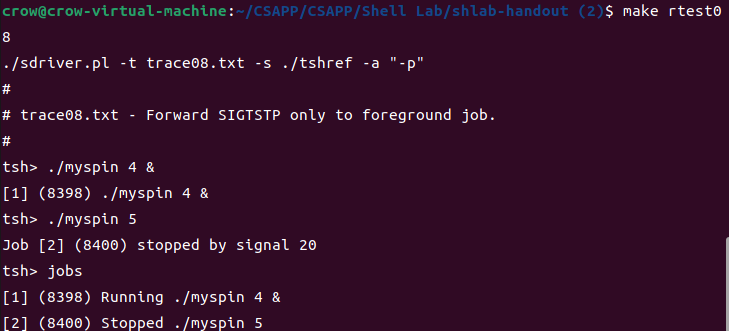 crow@crow-virtual-machine:~/CSAPP/CSAPP/Shell Lab/shlab-handout (2)$ make rtest0
8
./sdriver.pl -t trace08.txt -s ./tshref -a "-p"
#
# trace08.txt - Forward SIGTSTP only to foreground job.
#
tsh> ./myspin 4 &
[1] (8398) ./myspin 4 &
tsh> ./myspin 5
Job [2] (8400) stopped by signal 20
tsh> jobs
[1] (8398) Running ./myspin 4 &
[2] (8400) Stopped ./myspin 5